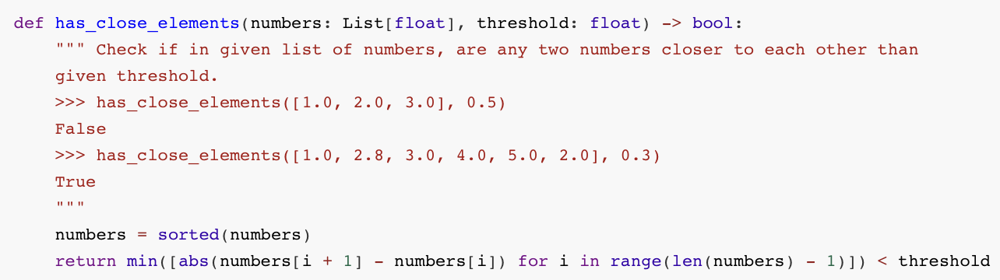 def has_close_elements(numbers: List[float], threshold: float) -> bool:
    """ Check if in given list of numbers, are any two numbers closer to each other than
    given threshold.
    >>> has_close_elements([1.0, 2.0, 3.0], 0.5)
    False
    >>> has_close_elements([1.0, 2.8, 3.0, 4.0, 5.0, 2.0], 0.3)
    True
    """
    numbers = sorted(numbers)
    return min([abs(numbers[i + 1] - numbers[i]) for i in range(len(numbers) - 1)]) < threshold